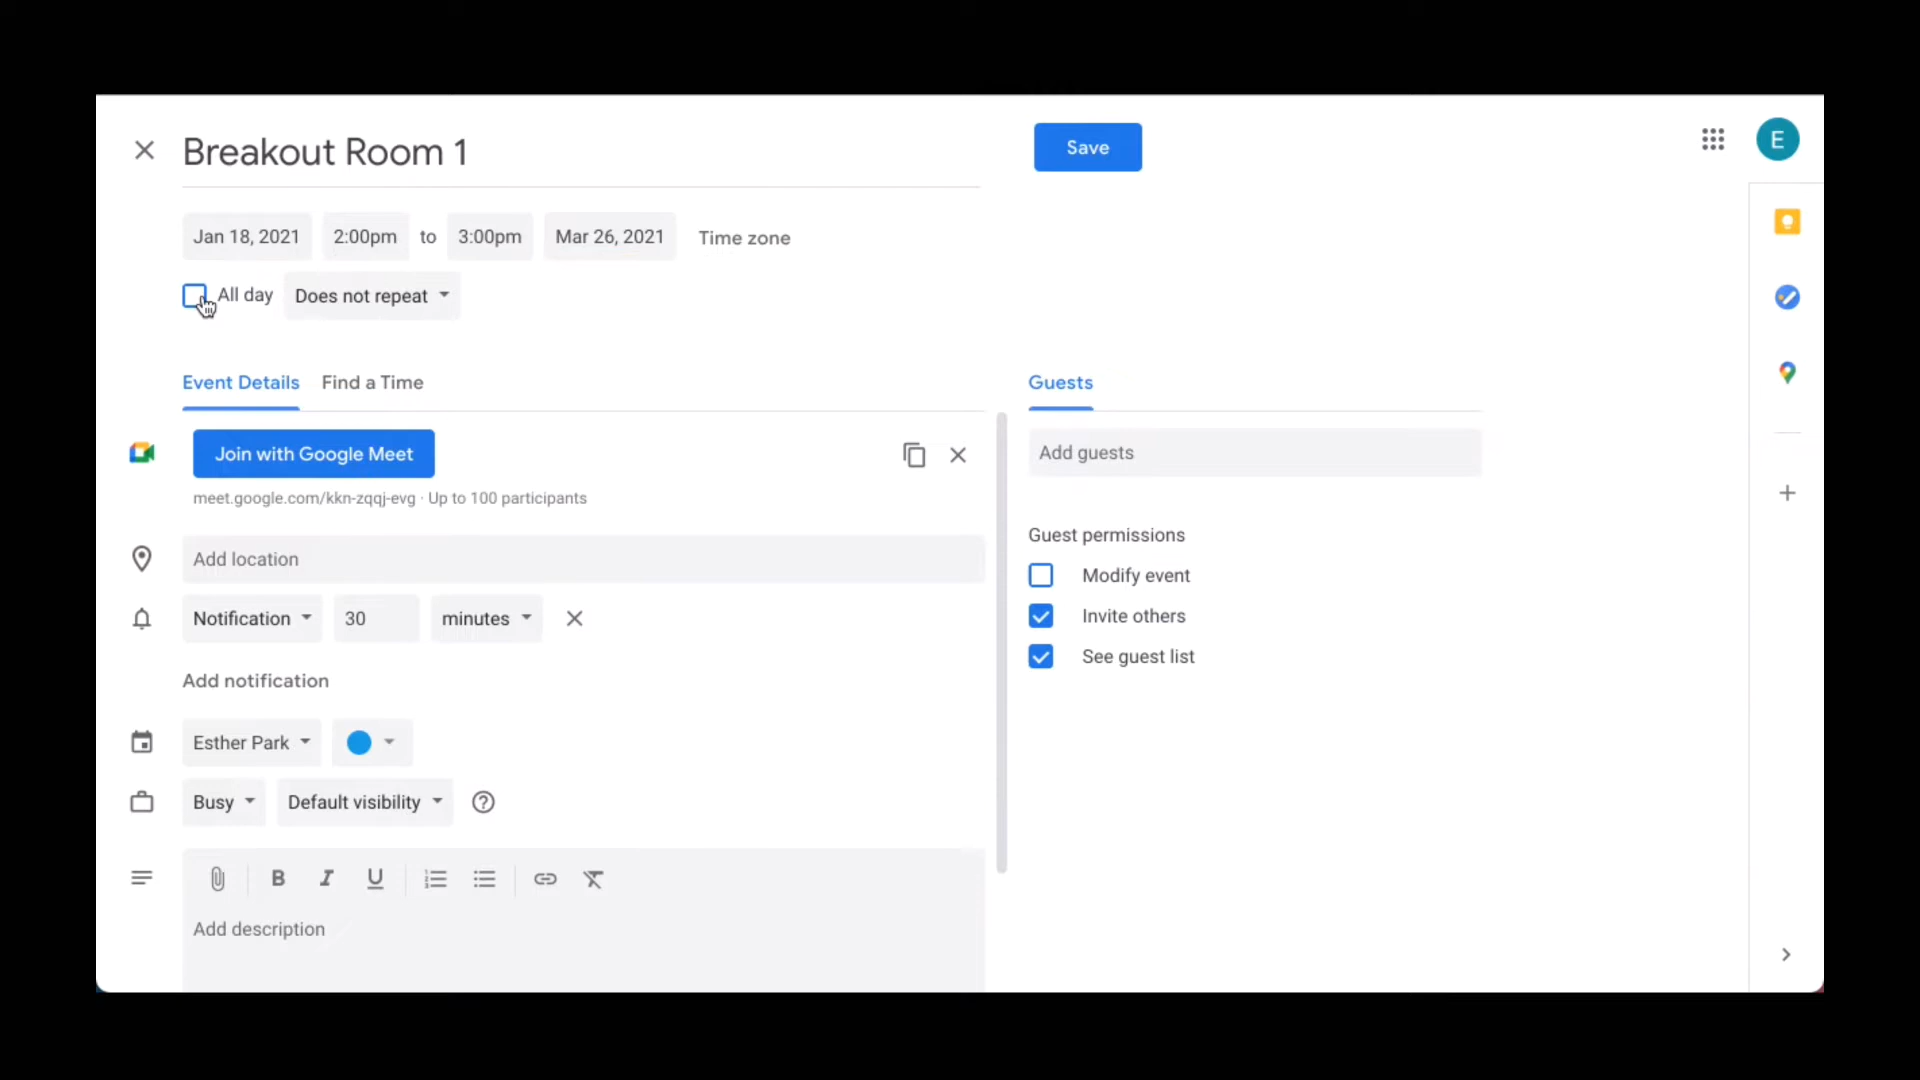 Breakout Room 1
Save
E
Jan 18, 2021 2:00pm to 3:00pm Mar 26, 2021 Time zone
All day Does not repeat
Event Details Find a Time
Guests
Join with Google Meet
meet.google.com/kkn-zqqj-evg · Up to 100 participants
Add guests
Add location
Guest permissions
Modify event
Invite others
See guest list
Notification 30 minutes
Add notification
Esther Park
Busy Default visibility
B I U
Add description